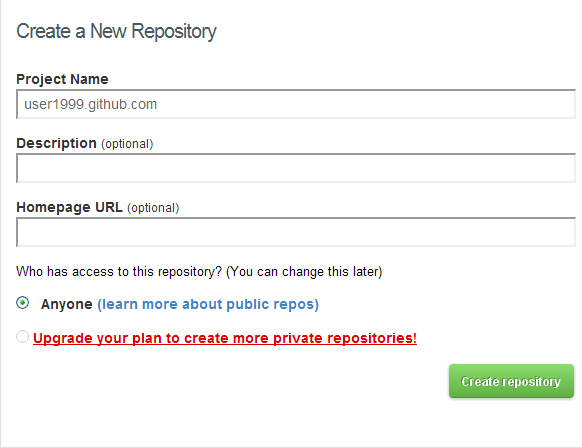 Create a New Repository
Project Name
user1999.github.com
Description (optional)
Homepage URL (optional)
Who has access to this repository? (You can change this later)
Anyone (learn more about public repos)
Upgrade your plan to create more private repositories!
Create repository